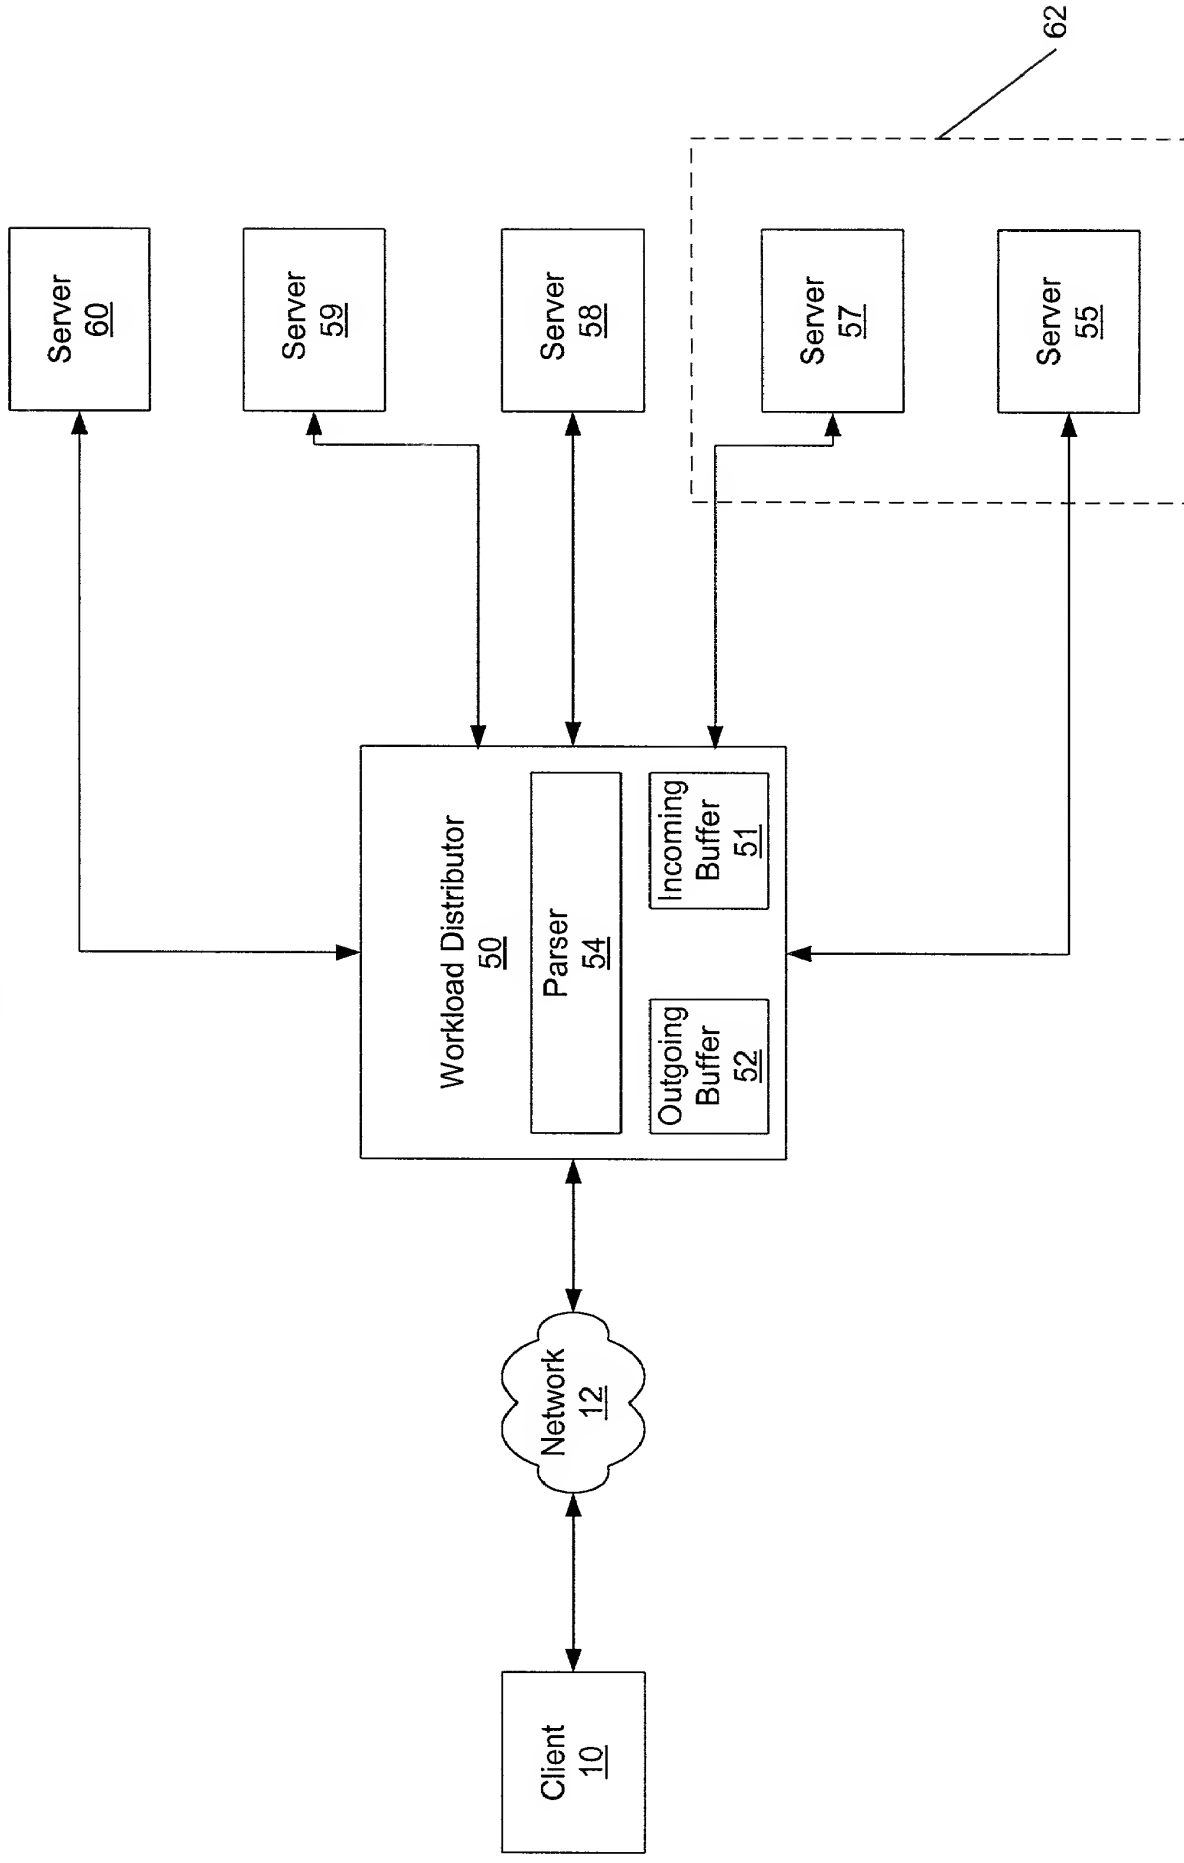 Client
10
Network
12
Workload Distributor
50
Parser
54
Outgoing
Buffer
52
Incoming
Buffer
51
Server
60
Server
59
Server
58
Server
57
Server
55
62